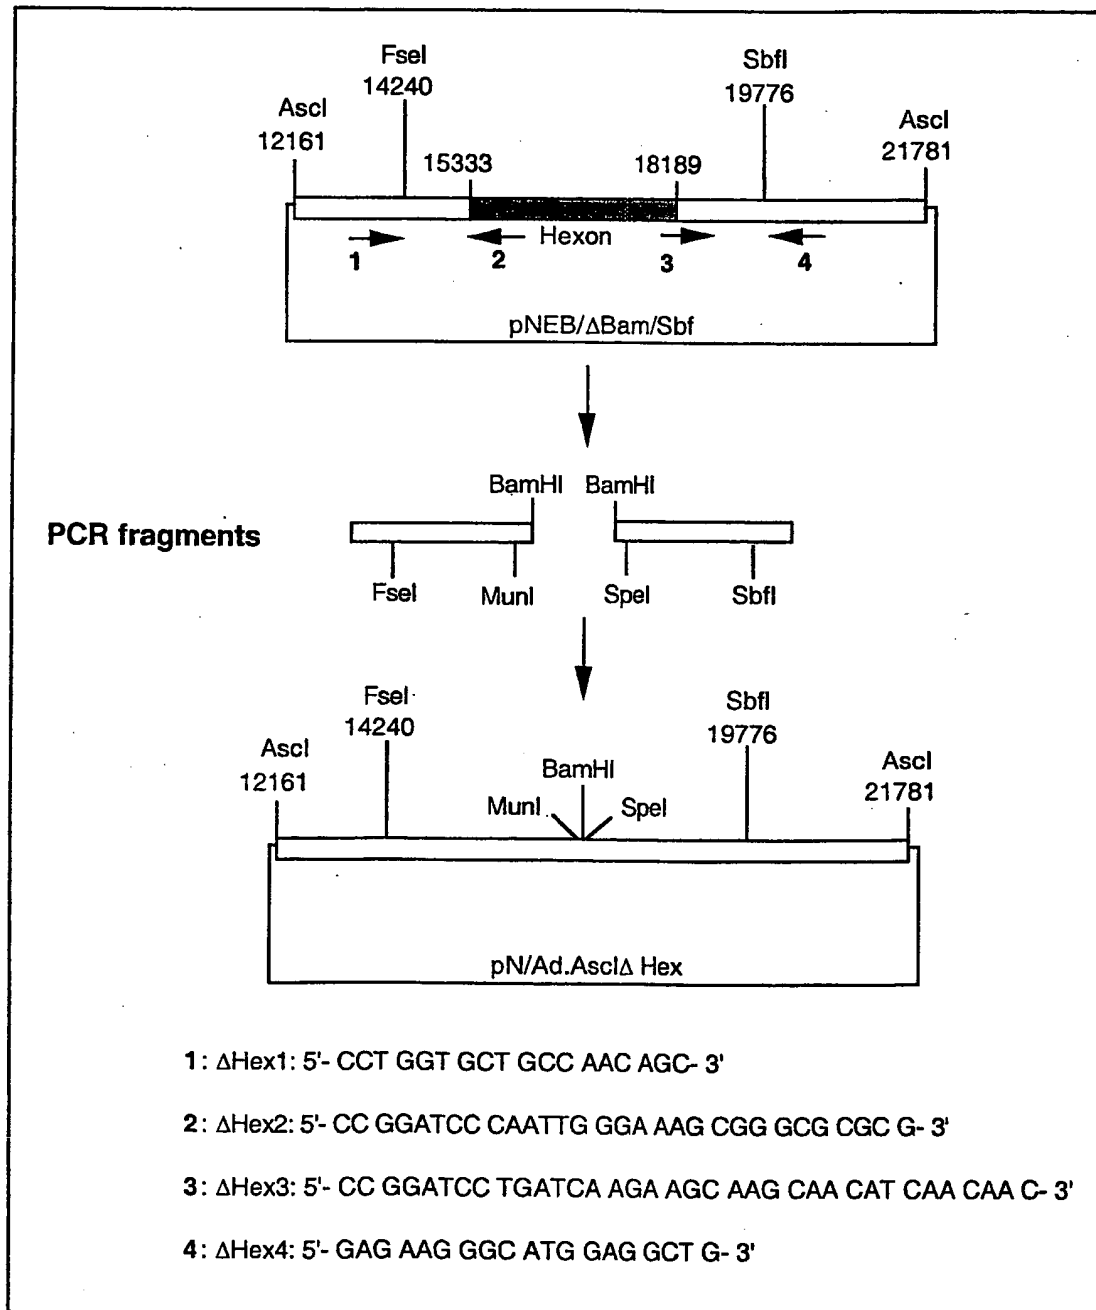 FseI
14240
SbfI
19776
AscI
12161
AscI
21781
15333
18189
Hexon
1
2
3
4
pNEB/ΔBam/Sbf
BamHI BamHI
PCR fragments
FseI MunI SpeI SbfI
FseI
14240
SbfI
19776
AscI
12161
AscI
21781
BamHI
MunI SpeI
pN/Ad.AscIΔ Hex
1: ΔHex1: 5'- CCT GGT GCT GCC AAC AGC- 3'
2: ΔHex2: 5'- CC GGATCC CAATTG GGA AAG CGG GCG CGC G- 3'
3: ΔHex3: 5'- CC GGATCC TGATCA AGA AGC AAG CAA CAT CAA CAAC C- 3'
4: ΔHex4: 5'- GAG AAG GGC ATG GAG GCT G- 3'